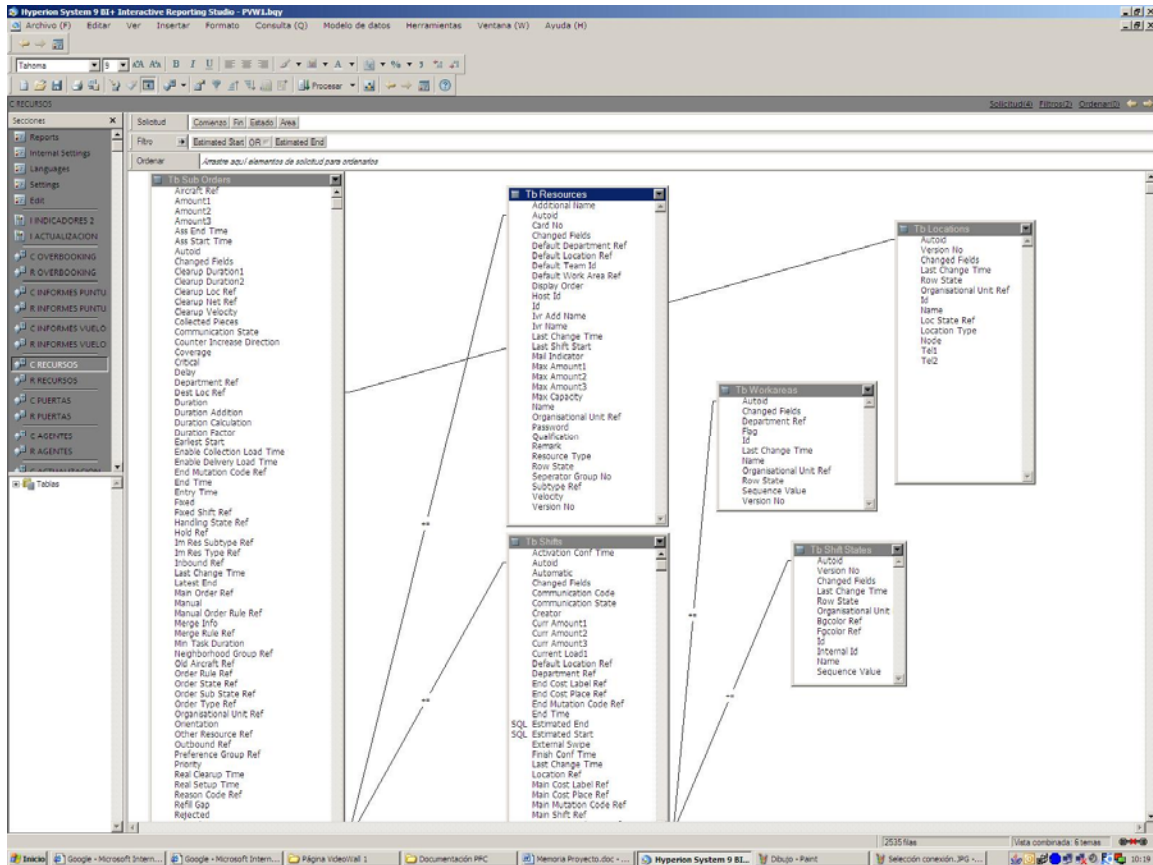 Hyperion System 9 BI+ Interactive Reporting Studio - PVW1.bqy
Archivo (F) Editar Ver Insertar Formato Consulta (Q) Modelo de datos Herramientas Ventana (W) Ayuda (H)
Tahoma 9
Procesar
C RECURSOS
Solicitud(4) Filtros(2) Ordenar(0)
Secciones
Reports
Internal Settings
Languages
Settings
Edit
I INDICADORES 2
I ACTUALIZACION
C OVERBOOKING
R OVERBOOKING
C INFORMES PUNTU
R INFORMES PUNTU
C INFORMES VUELO
R INFORMES VUELO
C RECURSOS
R RECURSOS
C PUERTAS
R PUERTAS
C AGENTES
R AGENTES
C ACTUALIZACION
Tablas
Solicitud Comienzo Fin Estado Area
Filtro Estimated Start OR Estimated End
Ordenar Arrastre aquí elementos de solicitud para ordenarlos
Tb Sub Orders
Aircraft Ref
Amount1
Amount2
Amount3
Ass End Time
Ass Start Time
Autoid
Changed Fields
Clearup Duration1
Clearup Duration2
Clearup Loc Ref
Clearup Net Ref
Clearup Velocity
Collected Pieces
Communication State
Counter Increase Direction
Coverage
Critical
Delay
Department Ref
Dest Loc Ref
Duration
Duration Addition
Duration Calculation
Duration Factor
Earliest Start
Enable Collection Load Time
Enable Delivery Load Time
End Mutation Code Ref
End Time
Entry Time
Fixed
Fixed Shift Ref
Handling State Ref
Hold Ref
Im Res Subtype Ref
Im Res Type Ref
Inbound Ref
Last Change Time
Latest End
Main Order Ref
Manual
Manual Order Rule Ref
Merge Info
Merge Rule Ref
Min Task Duration
Neighborhood Group Ref
Old Aircraft Ref
Order Rule Ref
Order State Ref
Order Sub State Ref
Order Type Ref
Organisational Unit Ref
Orientation
Other Resource Ref
Outbound Ref
Preference Group Ref
Priority
Real Clearup Time
Real Setup Time
Reason Code Ref
Refill Gap
Rejected
Tb Resources
Additional Name
Autoid
Card No
Changed Fields
Default Department Ref
Default Location Ref
Default Team Id
Default Work Area Ref
Display Order
Host Id
Id
Ivr Add Name
Ivr Name
Last Change Time
Last Shift Start
Mail Indicator
Max Amount1
Max Amount2
Max Amount3
Max Capacity
Name
Organisational Unit Ref
Password
Qualification
Remark
Resource Type
Row State
Seperator Group No
Subtype Ref
Velocity
Version No
Tb Shifts
Activation Conf Time
Autoid
Automatic
Changed Fields
Communication Code
Communication State
Creator
Curr Amount1
Curr Amount2
Curr Amount3
Current Load1
Default Location Ref
Department Ref
End Cost Label Ref
End Cost Place Ref
End Mutation Code Ref
End Time
SQL Estimated End
SQL Estimated Start
External Swipe
Finish Conf Time
Last Change Time
Location Ref
Main Cost Label Ref
Main Cost Place Ref
Main Mutation Code Ref
Main Shift Ref
Tb Workareas
Autoid
Changed Fields
Department Ref
Flag
Id
Last Change Time
Name
Organisational Unit Ref
Row State
Sequence Value
Version No
Tb Locations
Autoid
Version No
Changed Fields
Last Change Time
Row State
Organisational Unit Ref
Id
Name
Loc State Ref
Location Type
Node
Tel1
Tel2
Tb Shift States
Autoid
Version No
Changed Fields
Last Change Time
Row State
Organisational Unit
Bgcolor Ref
Fgcolor Ref
Id
Internal Id
Name
Sequence Value
2535 filas Vista combinada: 6 temas
Inicio Google - Microsoft Intern... Google - Microsoft Intern... Página VideoWall 1 Documentación PFC Memoria Proyecto.doc - ... Hyperion System 9 BI... Dibujo - Paint Selección conexión.JPG -... 10:19